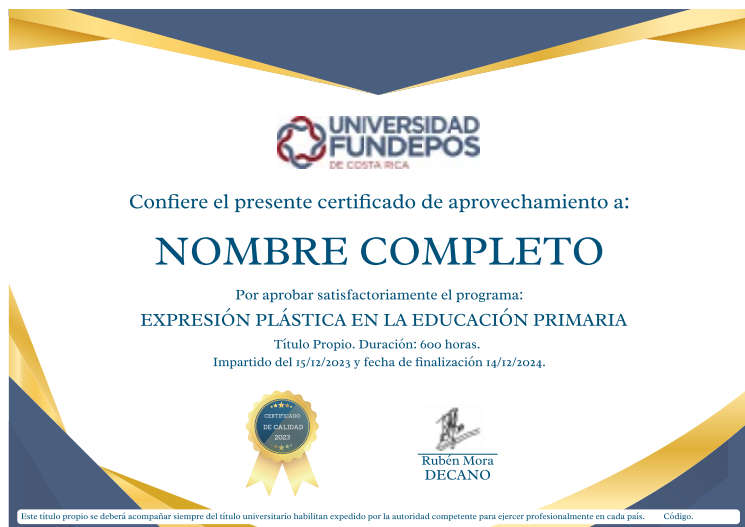 UNIVERSIDAD
FUNDEPOS
DE COSTA RICA
Confiere el presente certificado de aprovechamiento a:
NOMBRE COMPLETO
Por aprobar satisfactoriamente el programa:
EXPRESIÓN PLÁSTICA EN LA EDUCACIÓN PRIMARIA
Título Propio. Duración: 600 horas.
Impartido del 15/12/2023 y fecha de finalización 14/12/2024.
CERTIFICADO
DE CALIDAD
2023
Rubén Mora
DECANO
Este título propio se deberá acompañar siempre del título universitario habilitan expedido por la autoridad competente para ejercer profesionalmente en cada país. Código.